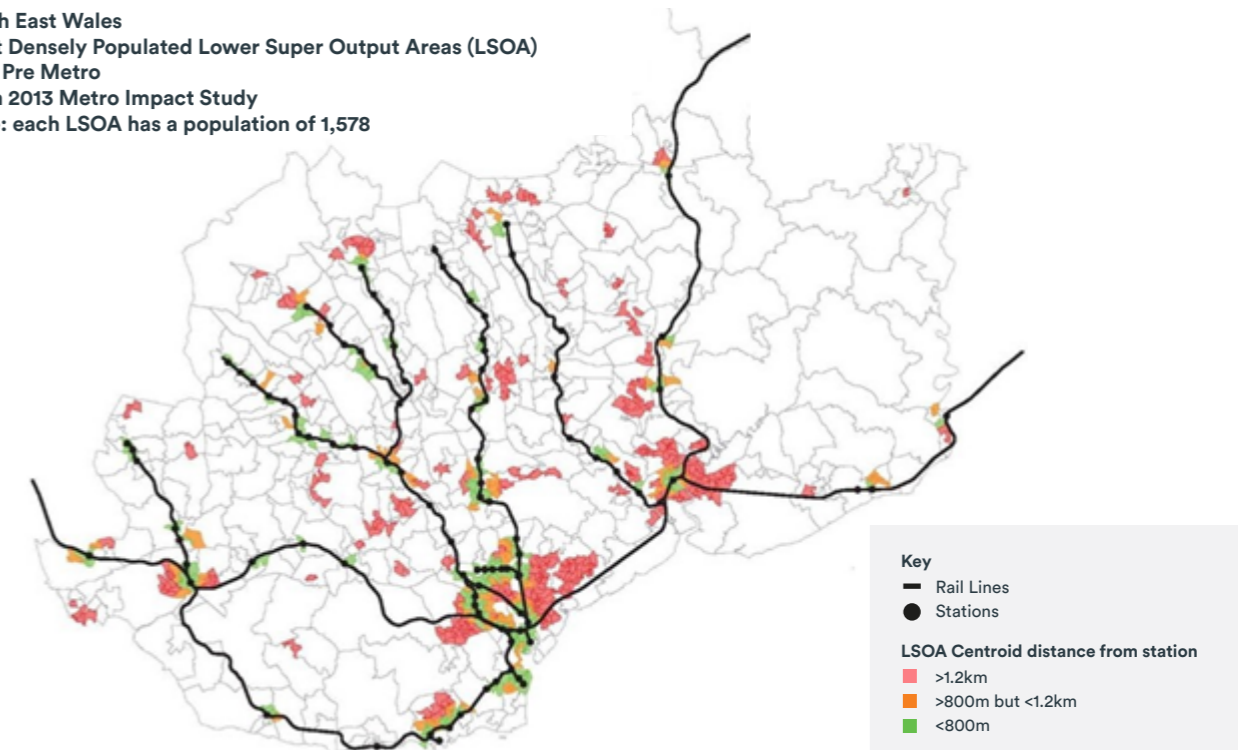 h East Wales
: Densely Populated Lower Super Output Areas (LSOA)
Pre Metro
2013 Metro Impact Study
: each LSOA has a population of 1,578
Key
Rail Lines
Stations
LSOA Centroid distance from station
>1.2km
>800m but <1.2km
<800m